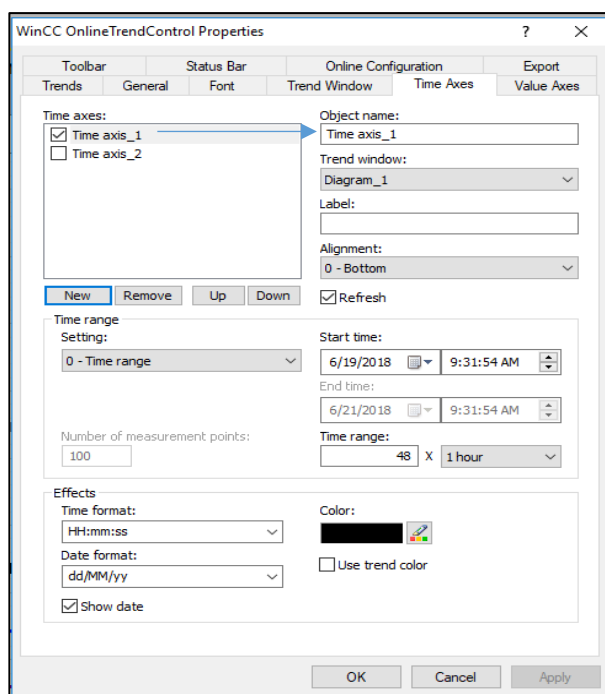 WinCC OnlineTrendControl Properties ?
Toolbar Status Bar Online Configuration Export
Trends General Font Trend Window Time Axes Value Axes
Time axes: Object name:
Time axis_1 Time axis_1
Time axis_2 Trend window:
Diagram_1
Label:
Alignment:
0 - Bottom
New Remove Up Down Refresh
Time range
Setting: Start time:
0 - Time range 6/19/2018 9:31:54 AM
End time:
6/21/2018 9:31:54 AM
Number of measurement points: Time range:
100 48 X 1 hour
Effects
Time format: Color:
HH:mm:ss
Date format: Use trend color
dd/MM/yy
Show date
OK Cancel Apply